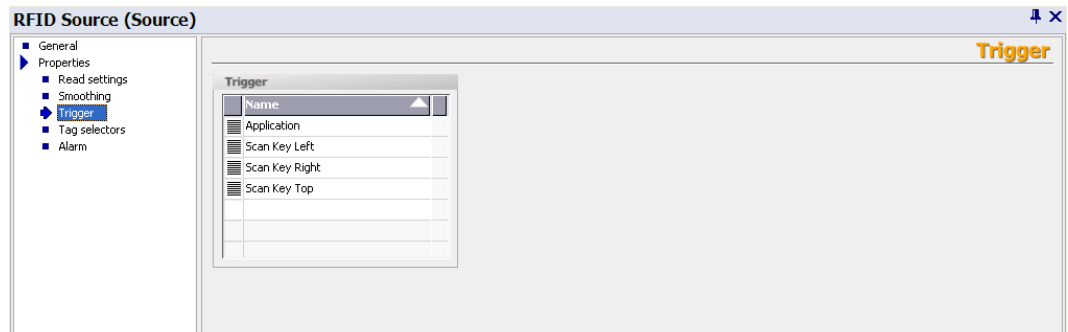 RFID Source (Source)
General
Properties
Read settings
Smoothing
Trigger
Tag selectors
Alarm
Trigger
Trigger
Name
Application
Scan Key Left
Scan Key Right
Scan Key Top